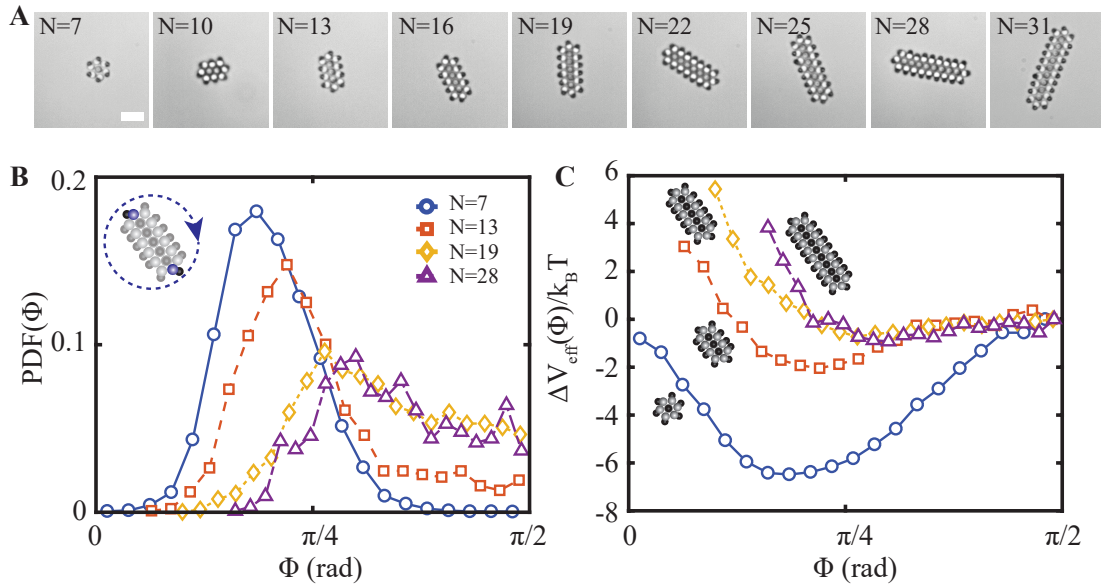 A
N=7 N=10 N=13 N=16 N=19 N=22 N=25 N=28 N=31
B
0.2
0.1
0
PDF(Φ)
N=7
N=13
N=19
N=28
0 π/4 π/2
Φ (rad)
C
6
4
2
0
-2
-4
-6
-8
ΔV_eff(Φ)/k_BT
0 π/4 π/2
Φ (rad)